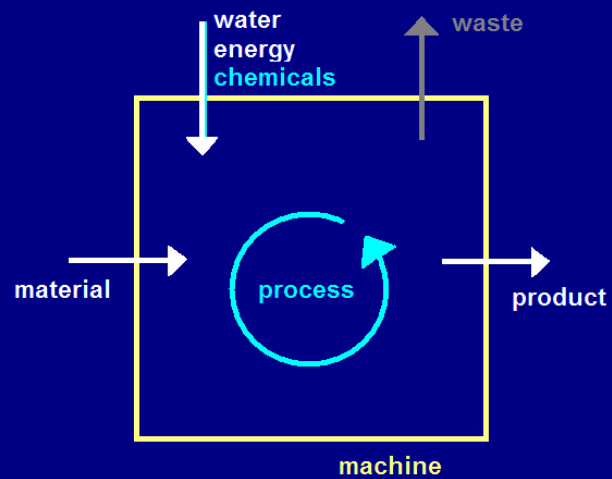 water
energy
chemicals
waste
material
process
product
machine